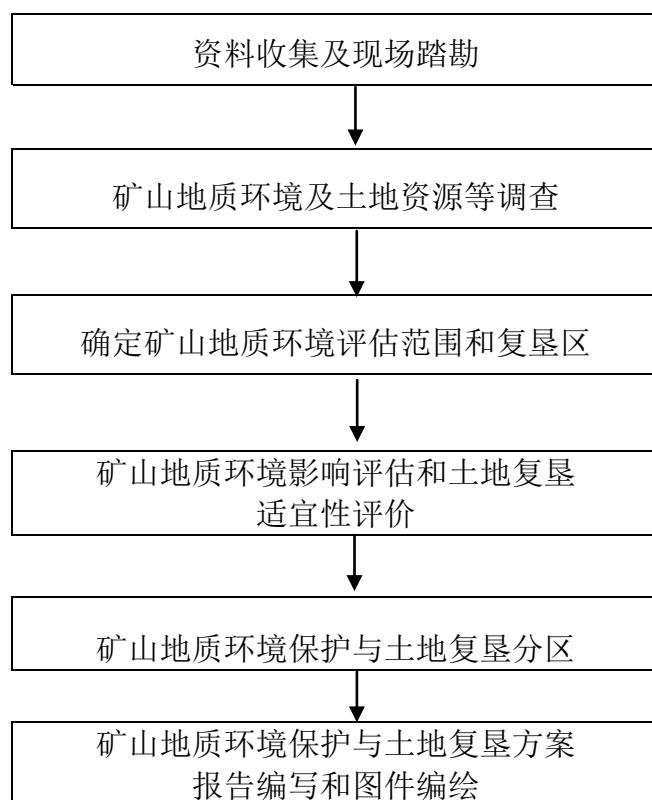 资料收集及现场踏勘
矿山地质环境及土地资源等调查
确定矿山地质环境评估范围和复垦区
矿山地质环境影响评估和土地复垦
适宜性评价
矿山地质环境保护与土地复垦分区
矿山地质环境保护与土地复垦方案
报告编写和图件编绘